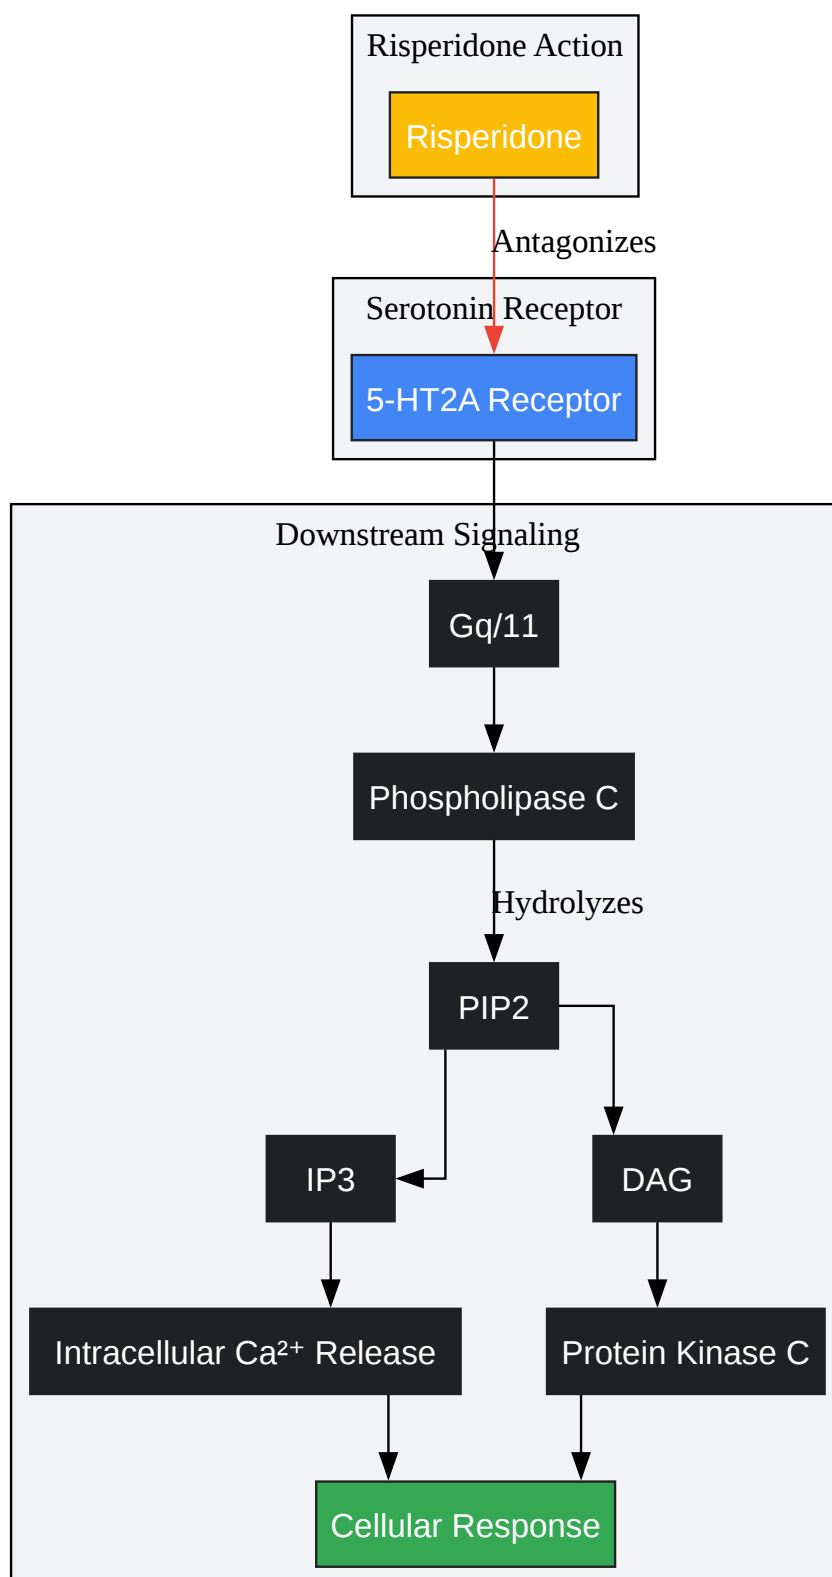 Risperidone Action
Risperidone
Antagonizes
Serotonin Receptor
5-HT2A Receptor
Downstream Signaling
Gq/11
Phospholipase C
Hydrolyzes
PIP2
IP3
DAG
Intracellular Ca²⁺ Release
Protein Kinase C
Cellular Response